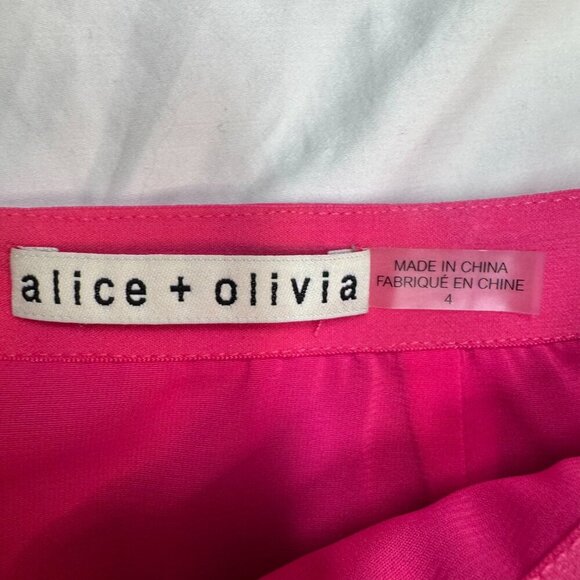 alice + olivia
MADE IN CHINA
FABRIQUÉ EN CHINE
4